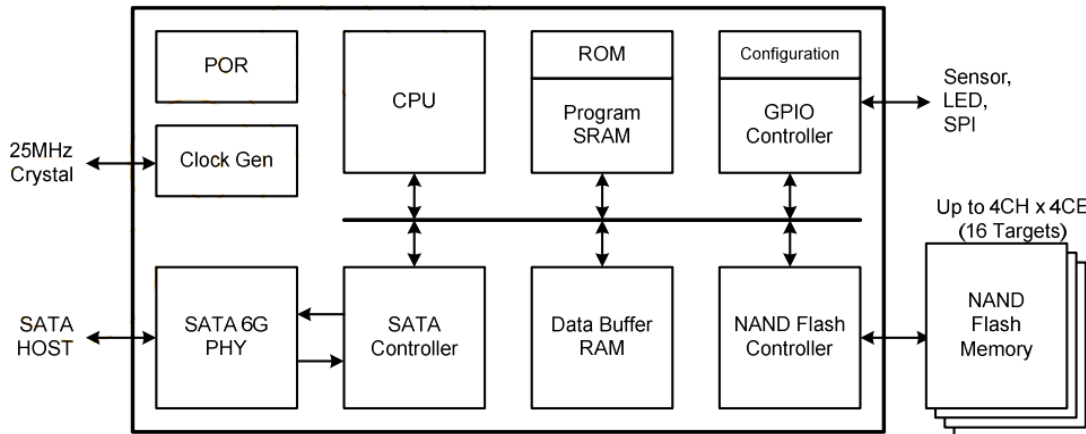 POR
CPU
ROM
Program
SRAM
Configuration
GPIO
Controller
Sensor,
LED,
SPI
25MHz
Crystal
Clock Gen
Up to 4CH x 4CE
(16 Targets)
SATA
HOST
SATA 6G
PHY
SATA
Controller
Data Buffer
RAM
NAND Flash
Controller
NAND
Flash
Memory